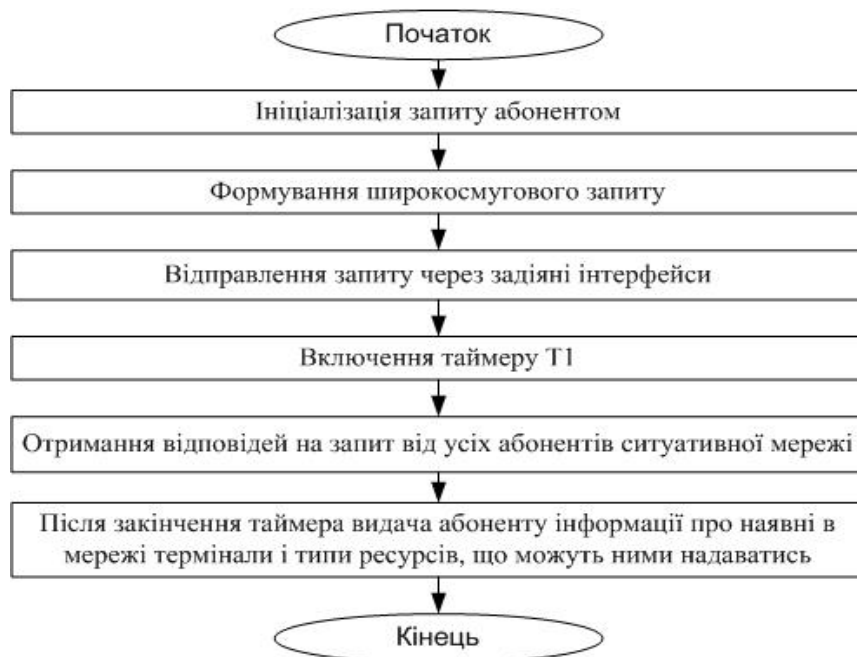 Початок
Ініціалізація запиту абонентом
Формування широкосмугового запиту
Відправлення запиту через задіяні інтерфейси
Включення таймеру Т1
Отримання відповідей на запит від усіх абонентів ситуативної мережі
Після закінчення таймера видача абоненту інформації про наявні в
мережі термінали і типи ресурсів, що можуть ними надаватись
Кінець